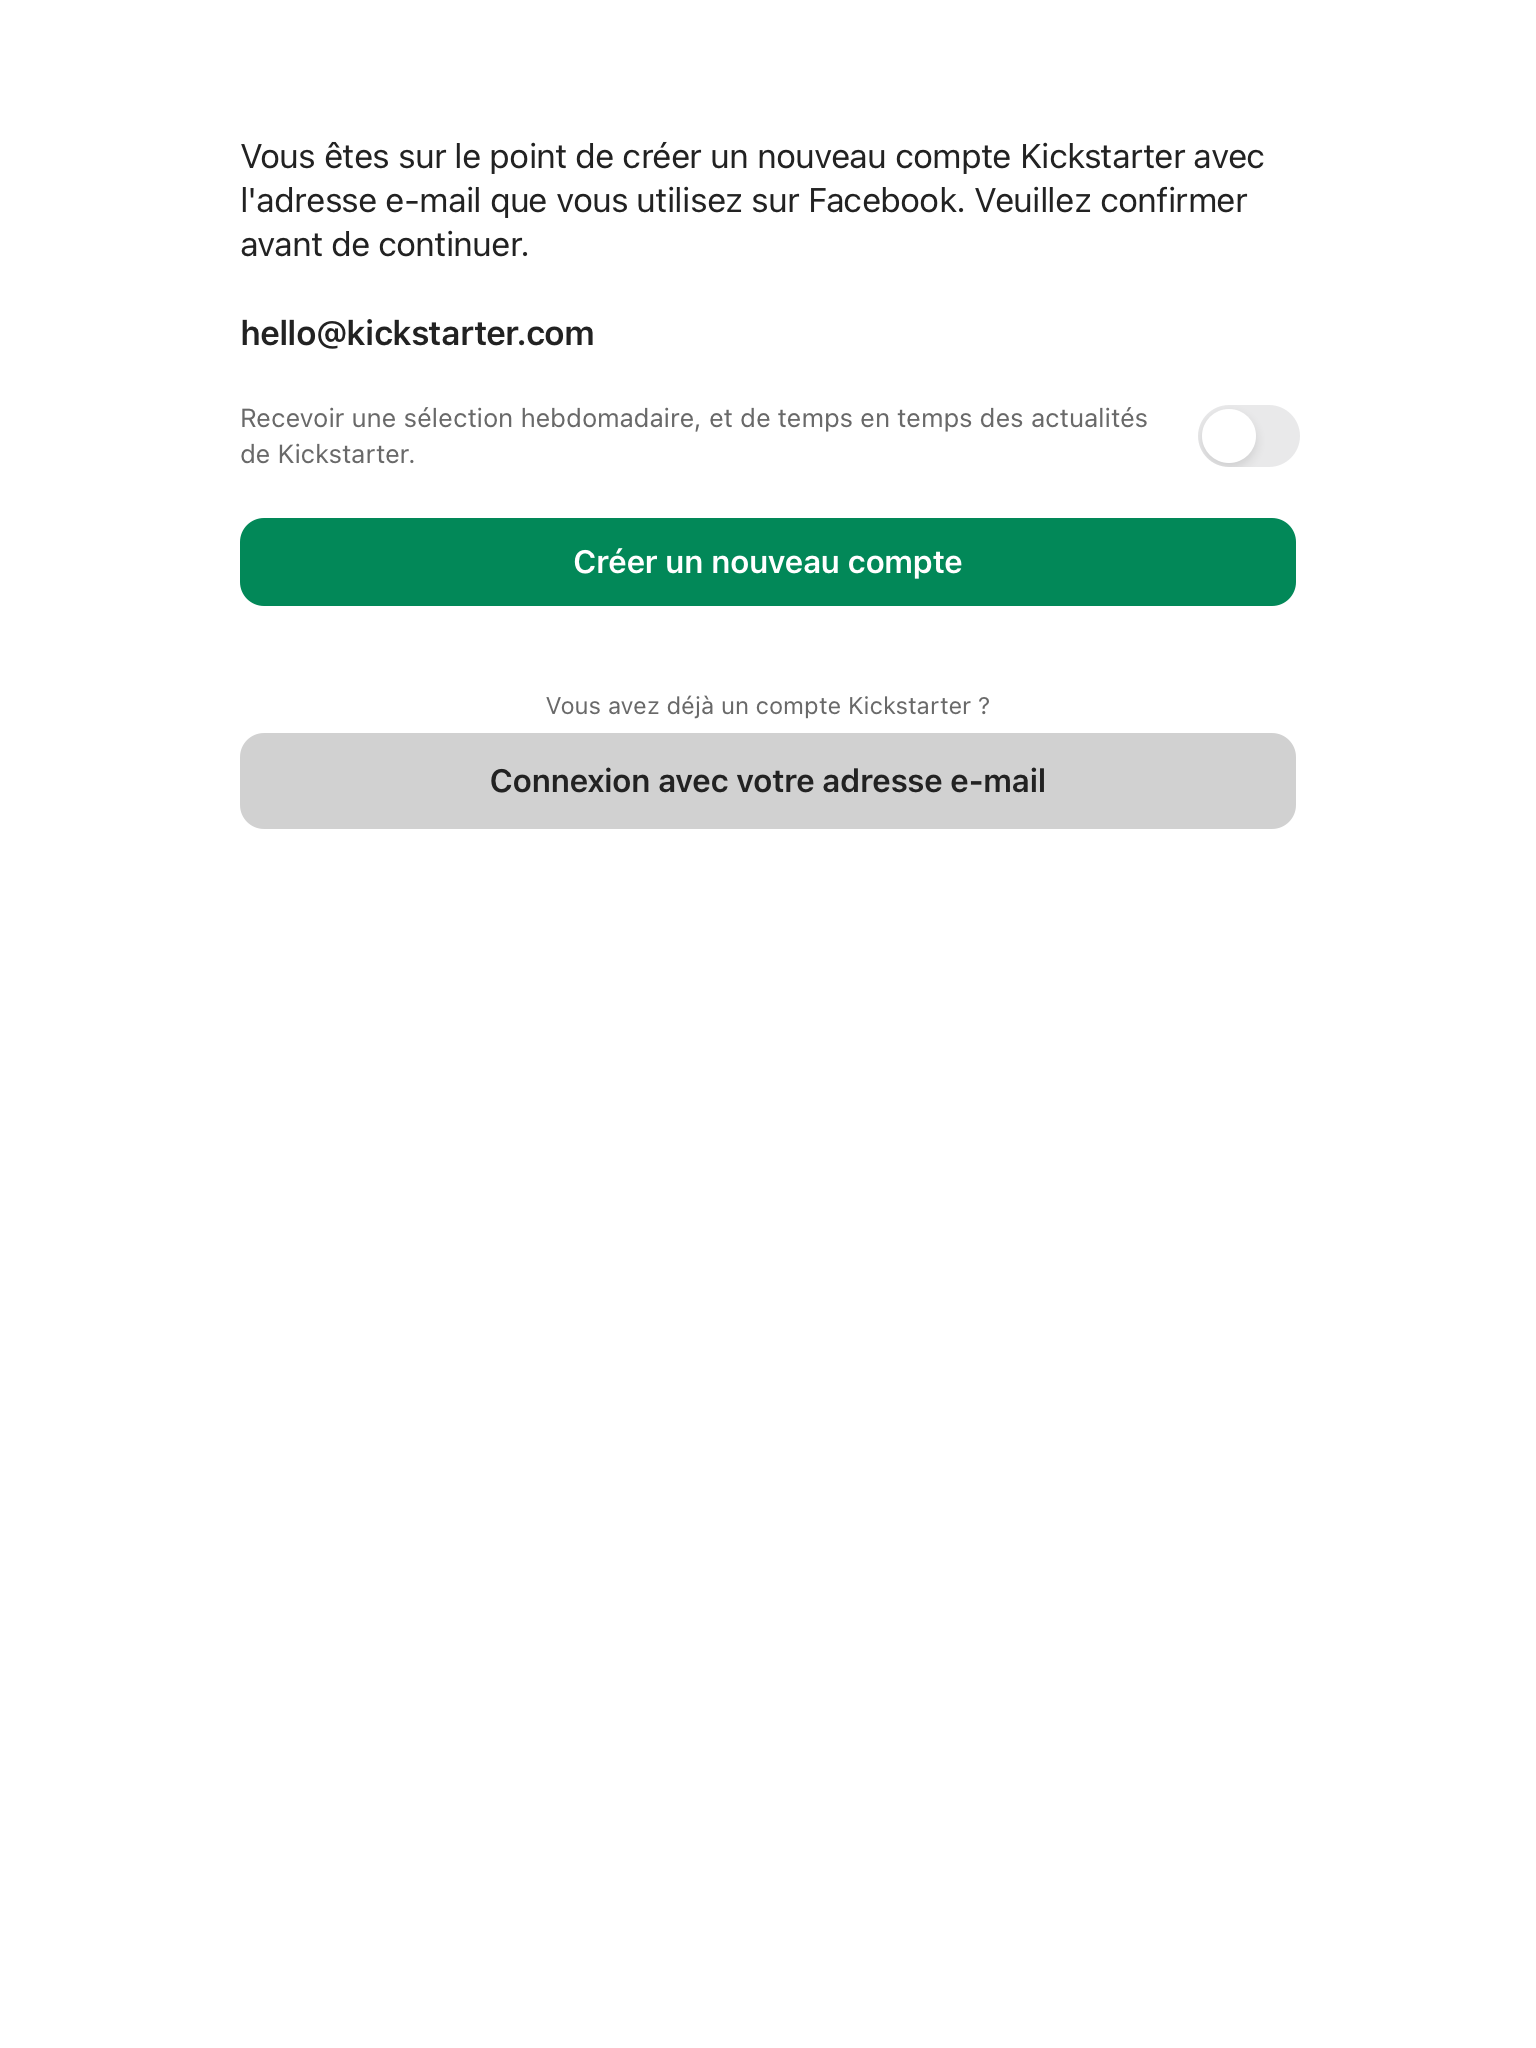 Vous êtes sur le point de créer un nouveau compte Kickstarter avec
l'adresse e-mail que vous utilisez sur Facebook. Veuillez confirmer
avant de continuer.
hello@kickstarter.com
Recevoir une sélection hebdomadaire, et de temps en temps des actualités
de Kickstarter.
Créer un nouveau compte
Vous avez déjà un compte Kickstarter ?
Connexion avec votre adresse e-mail